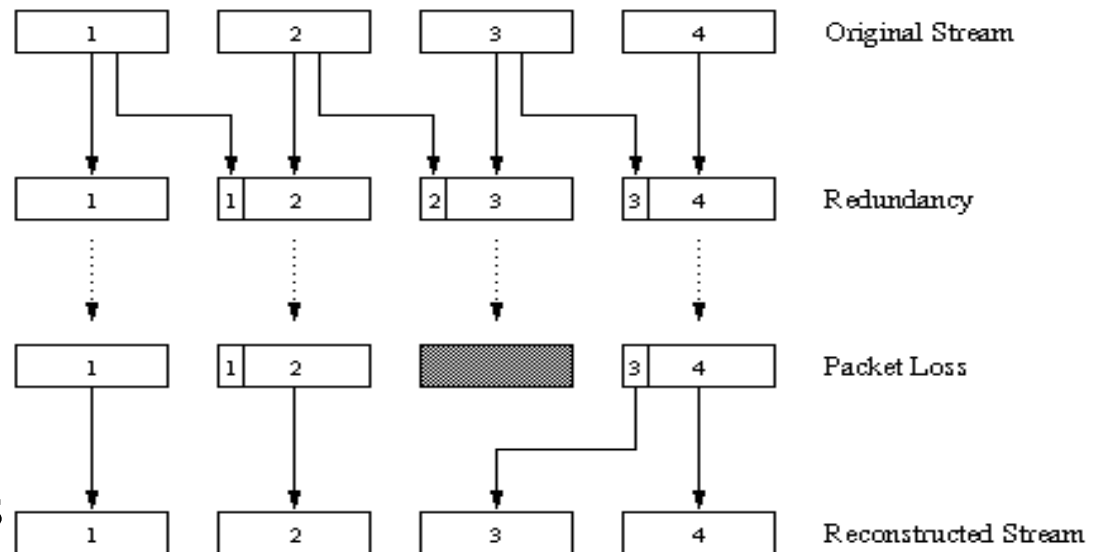 1 2 3 4 Original Stream
1 1 2 2 3 3 4 Redundancy
1 1 2 3 4 Packet Loss
1 2 3 4 Reconstructed Stream